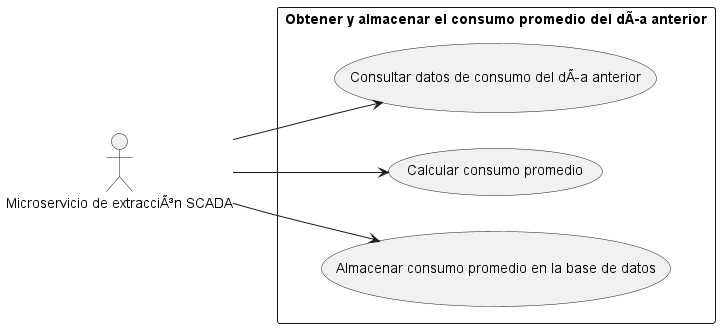 Obtener y almacenar el consumo promedio del dÃ-a anterior
Consultar datos de consumo del dÃ-a anterior
Calcular consumo promedio
Microservicio de extracciÃ³n SCADA
Almacenar consumo promedio en la base de datos